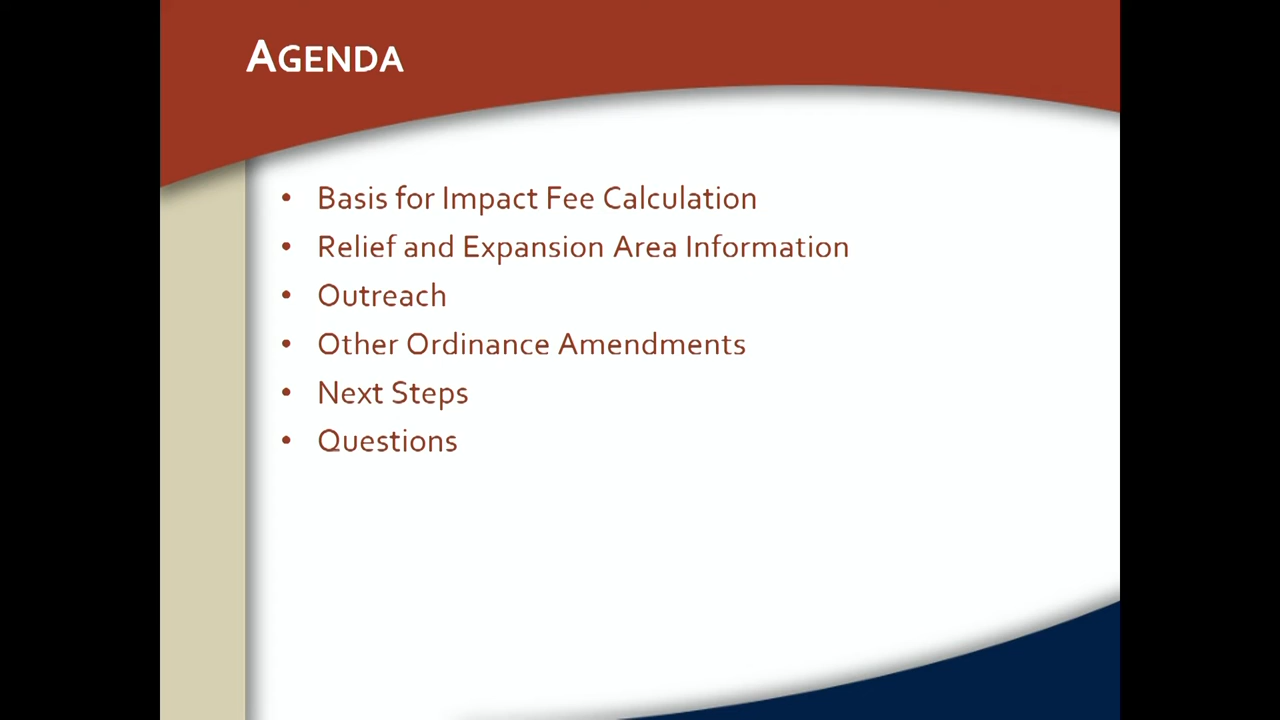 AGENDA
• Basis for Impact Fee Calculation
• Relief and Expansion Area Information
• Outreach
• Other Ordinance Amendments
• Next Steps
• Questions